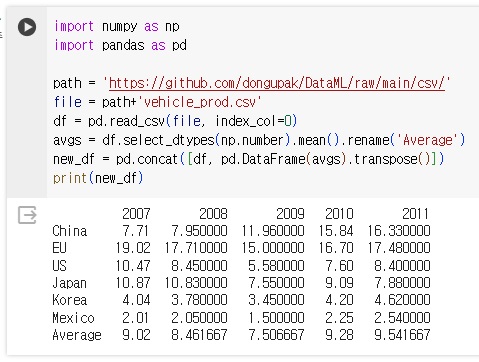 import numpy as np
import pandas as pd
path = 'https://github.com/dongupak/DataML/raw/main/csv/'
file = path+'vehicle_prod.csv'
df = pd.read_csv(file, index_col=0)
avgs = df.select_dtypes(np.number).mean().rename('Average')
new_df = pd.concat([df, pd.DataFrame(avgs).transpose()])
print(new_df)
2007 2008 2009 2010 2011
China 7.71 7.950000 11.960000 15.84 16.330000
EU 19.02 17.710000 15.000000 16.70 17.480000
US 10.47 8.450000 5.580000 7.60 8.400000
Japan 10.87 10.830000 7.550000 9.09 7.880000
Korea 4.04 3.780000 3.450000 4.20 4.620000
Mexico 2.01 2.050000 1.500000 2.25 2.540000
Average 9.02 8.461667 7.506667 9.28 9.541667